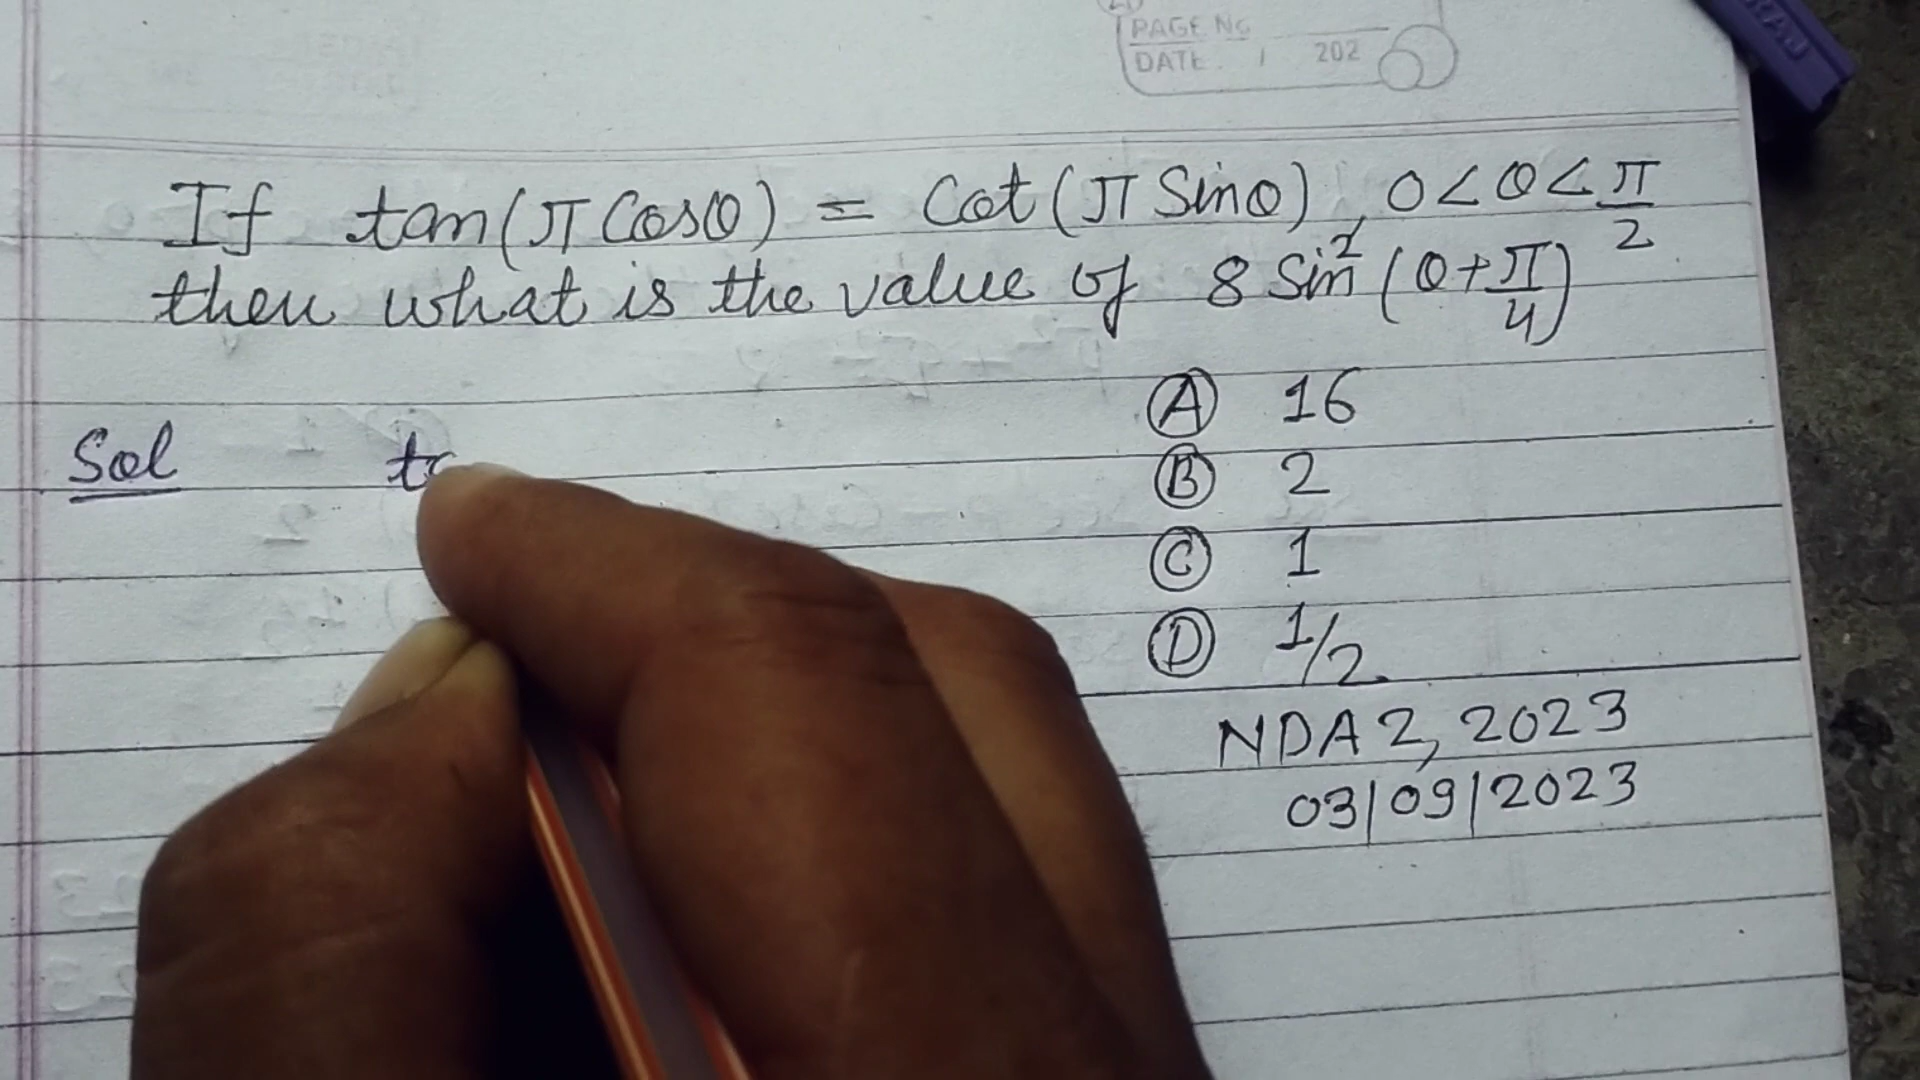 PAGE NO
DATE / 202
If tan(π Cosθ) = Cot(π Sinθ), 0<θ<π/2
then what is the value of 8 Sin²(θ+π/4)
Sol t
Ⓐ 16
Ⓑ 2
Ⓒ 1
Ⓓ 1/2
NDA 2, 2023
03/09/2023